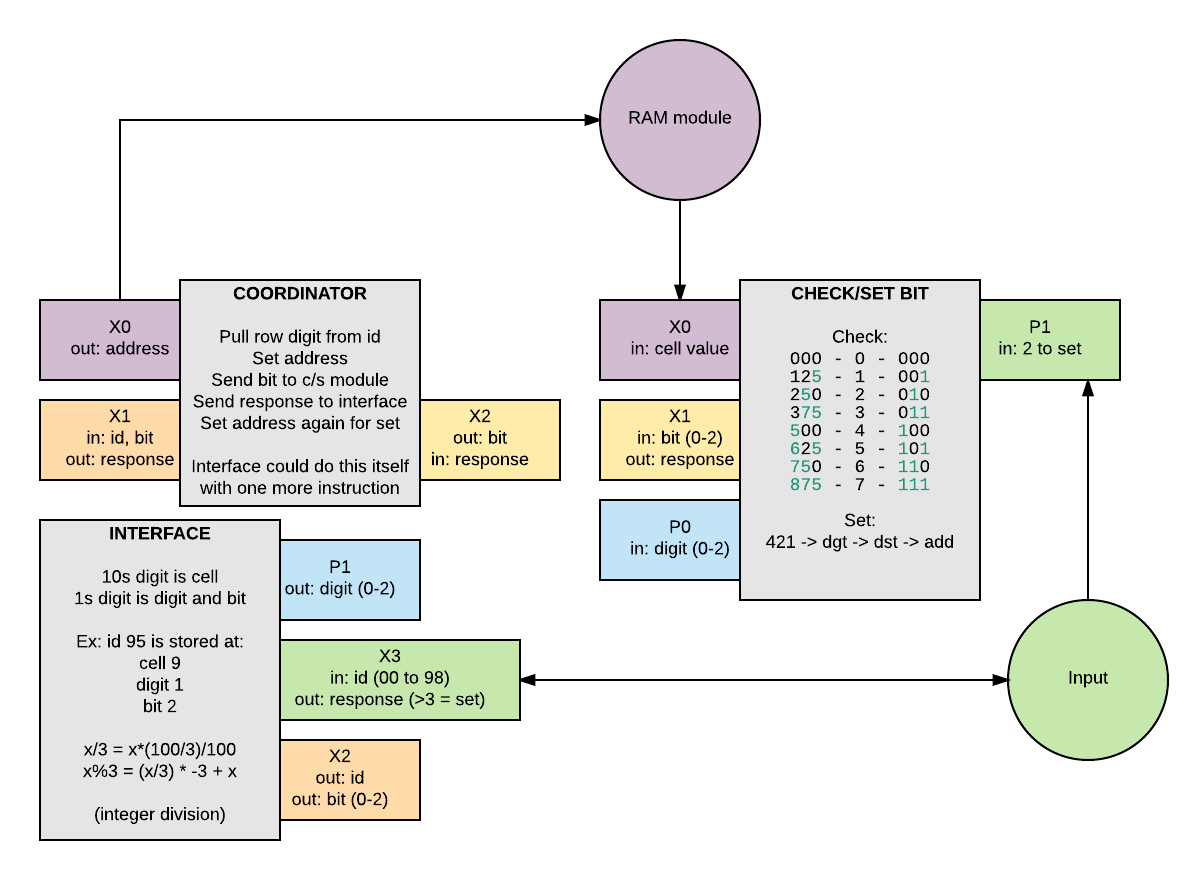 RAM module
X0
out: address
COORDINATOR
Pull row digit from id
Set address
Send bit to c/s module
Send response to interface
Set address again for set
Interface could do this itself
with one more instruction
X1
in: id, bit
out: response
X2
out: bit
in: response
X0
in: cell value
X1
in: bit (0-2)
out: response
P0
in: digit (0-2)
CHECK/SET BIT
Check:
000 - 0 - 000
125 - 1 - 001
250 - 2 - 010
375 - 3 - 011
500 - 4 - 100
625 - 5 - 101
750 - 6 - 110
875 - 7 - 111
Set:
421 -> dgt -> dst -> add
P1
in: 2 to set
INTERFACE
10s digit is cell
1s digit is digit and bit
Ex: id 95 is stored at:
cell 9
digit 1
bit 2
x/3 = x*(100/3)/100
x%3 = (x/3) * -3 + x
(integer division)
P1
out: digit (0-2)
X3
in: id (00 to 98)
out: response (>3 = set)
X2
out: id
out: bit (0-2)
Input